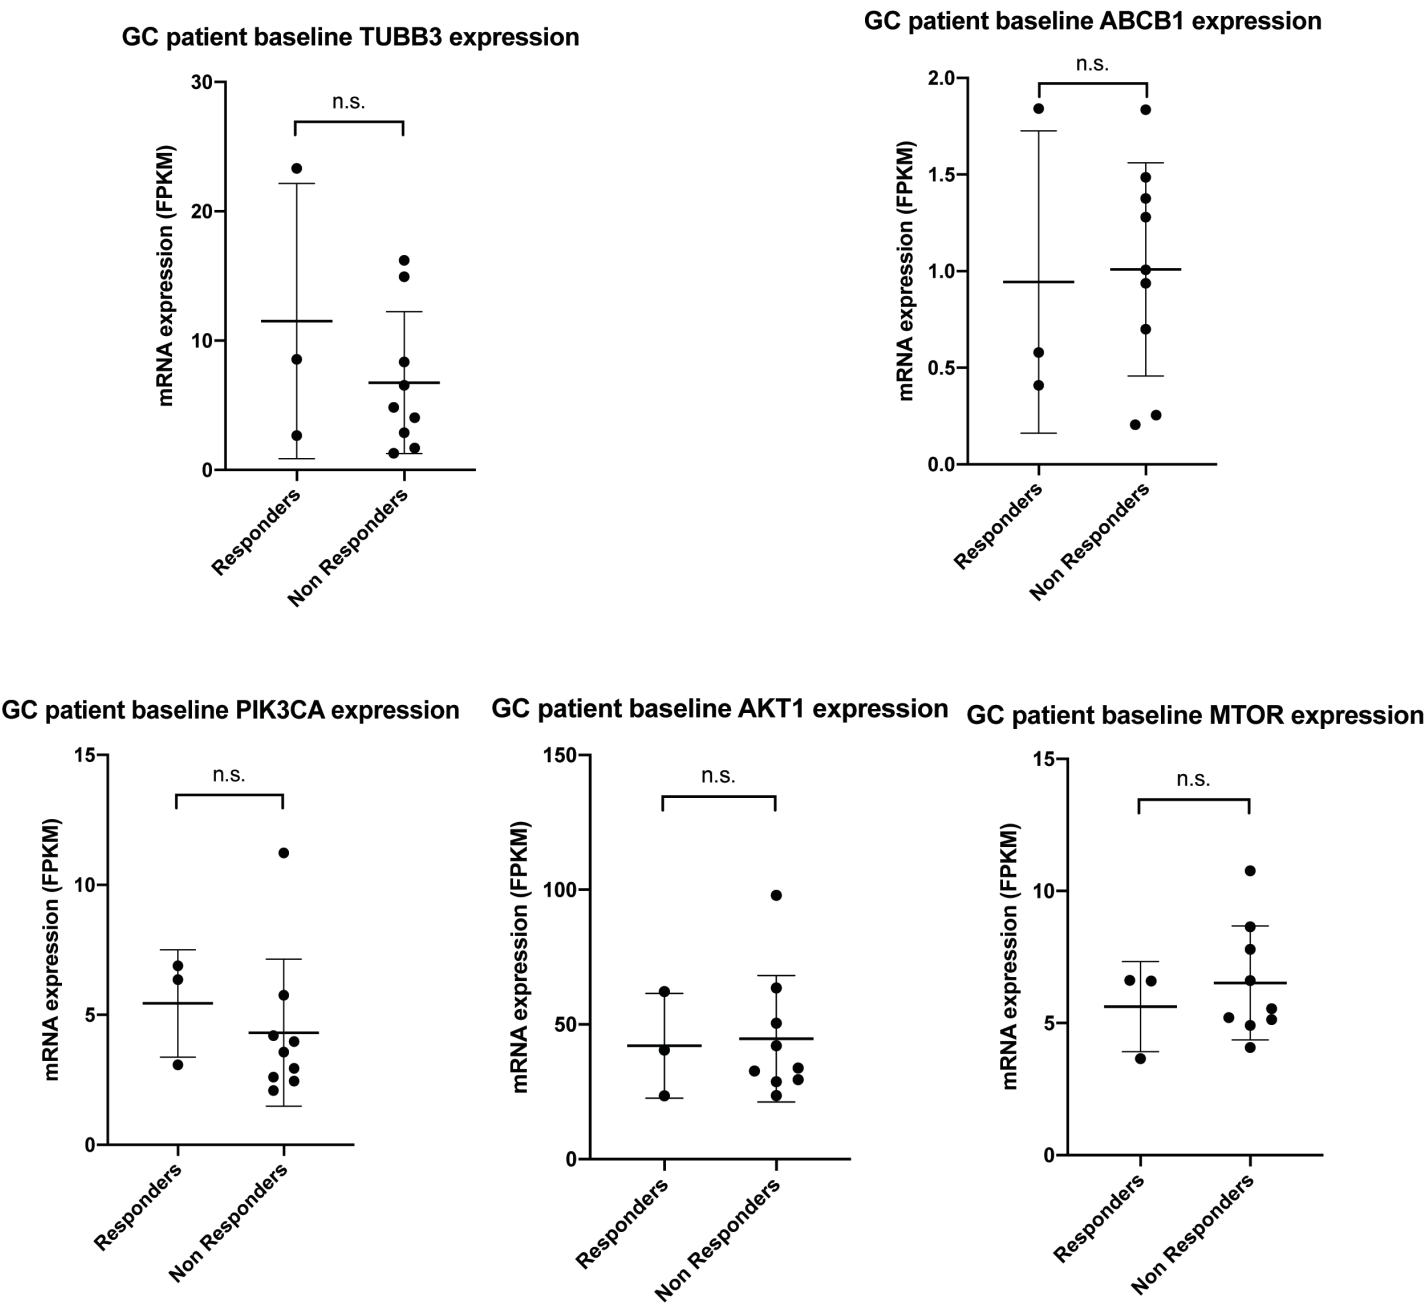 GC patient baseline TUBB3 expression
n.s.
mRNA expression (FPKM)
30
20
10
0
Responders
Non Responders
GC patient baseline ABCB1 expression
n.s.
mRNA expression (FPKM)
2.0
1.5
1.0
0.5
0.0
Responders
Non Responders
GC patient baseline PIK3CA expression
n.s.
mRNA expression (FPKM)
15
10
5
0
Responders
Non Responders
GC patient baseline AKT1 expression
n.s.
mRNA expression (FPKM)
150
100
50
0
Responders
Non Responders
GC patient baseline MTOR expression
n.s.
mRNA expression (FPKM)
15
10
5
0
Responders
Non Responders